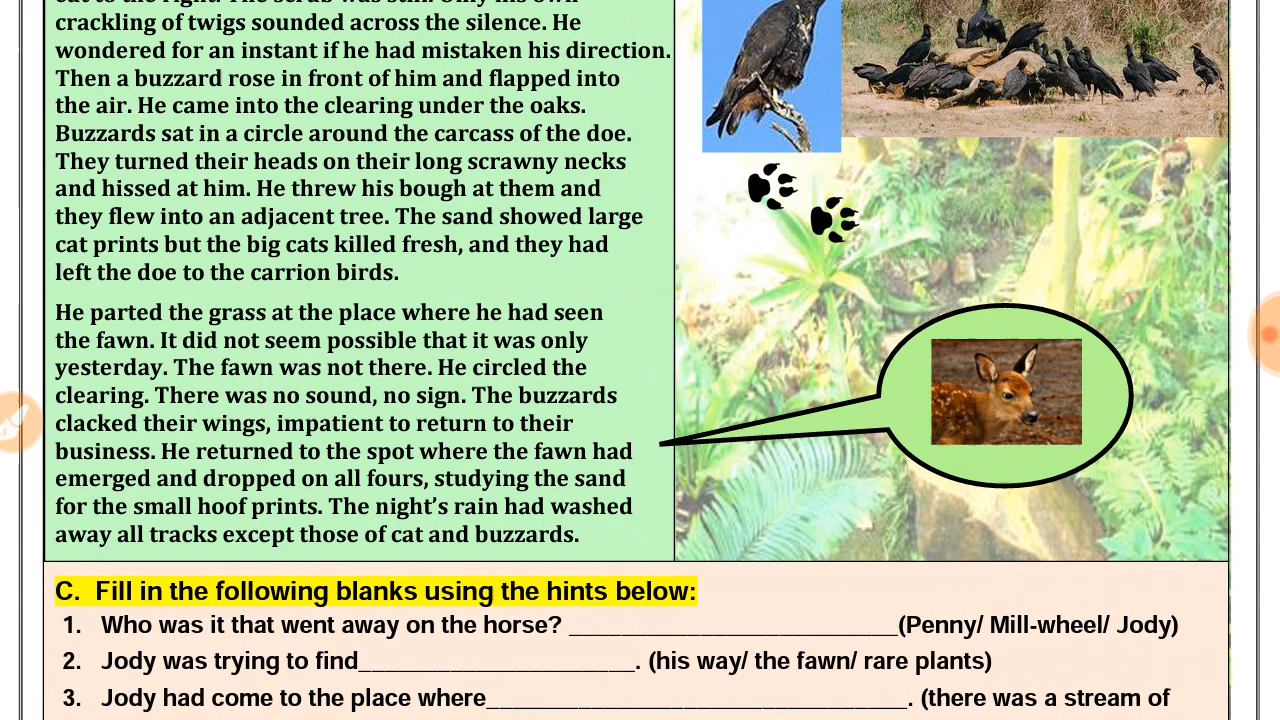 crackling of twigs sounded across the silence. He
wondered for an instant if he had mistaken his direction.
Then a buzzard rose in front of him and flapped into
the air. He came into the clearing under the oaks.
Buzzards sat in a circle around the carcass of the doe.
They turned their heads on their long scrawny necks
and hissed at him. He threw his bough at them and
they flew into an adjacent tree. The sand showed large
cat prints but the big cats killed fresh, and they had
left the doe to the carrion birds.
He parted the grass at the place where he had seen
the fawn. It did not seem possible that it was only
yesterday. The fawn was not there. He circled the
clearing. There was no sound, no sign. The buzzards
clacked their wings, impatient to return to their
business. He returned to the spot where the fawn had
emerged and dropped on all fours, studying the sand
for the small hoof prints. The night’s rain had washed
away all tracks except those of cat and buzzards.
C. Fill in the following blanks using the hints below:
1. Who was it that went away on the horse? _________________________(Penny/ Mill-wheel/ Jody)
2. Jody was trying to find_____________________. (his way/ the fawn/ rare plants)
3. Jody had come to the place where________________________________. (there was a stream of